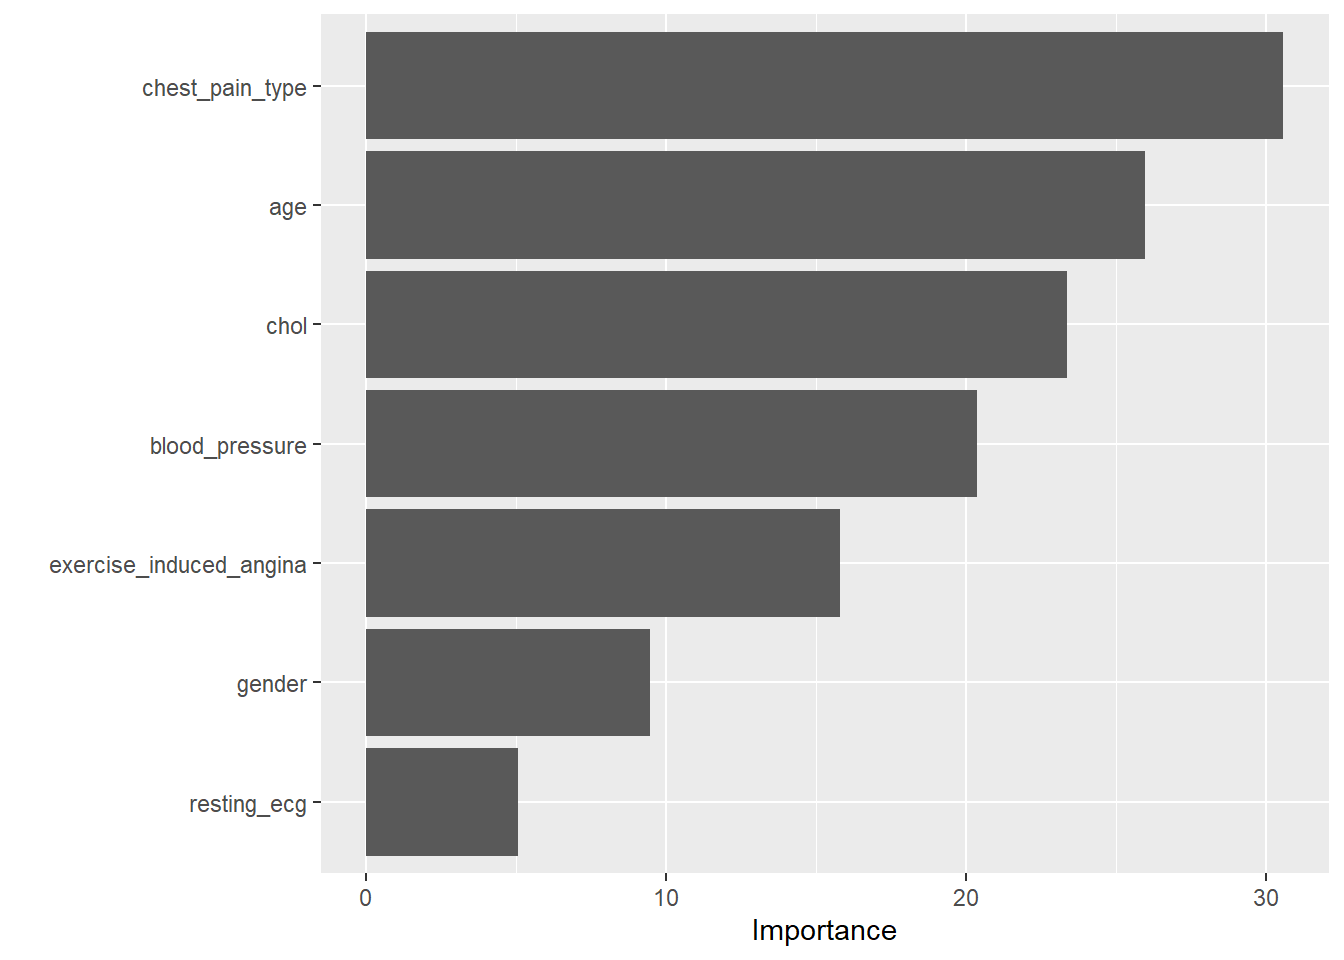 chest_pain_type
age
chol
blood_pressure
exercise_induced_angina
gender
resting_ecg
0 10 20 30
Importance